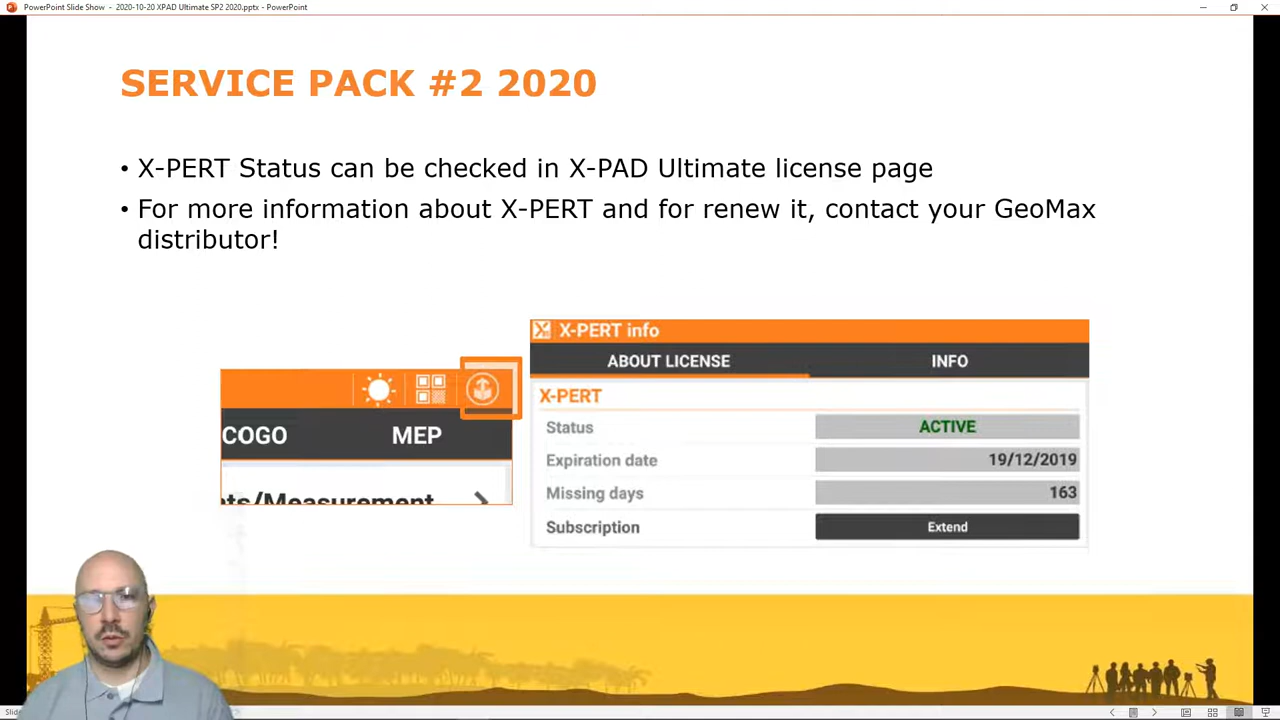 PowerPoint Slide Show - 2020-10-20 XPAD Ultimate SP2 2020.pptx - PowerPoint
SERVICE PACK #2 2020
• X-PERT Status can be checked in X-PAD Ultimate license page
• For more information about X-PERT and for renew it, contact your GeoMax
distributor!
COGO MEP
ts/Measurement
X-PERT info
ABOUT LICENSE INFO
X-PERT
Status ACTIVE
Expiration date 19/12/2019
Missing days 163
Subscription Extend